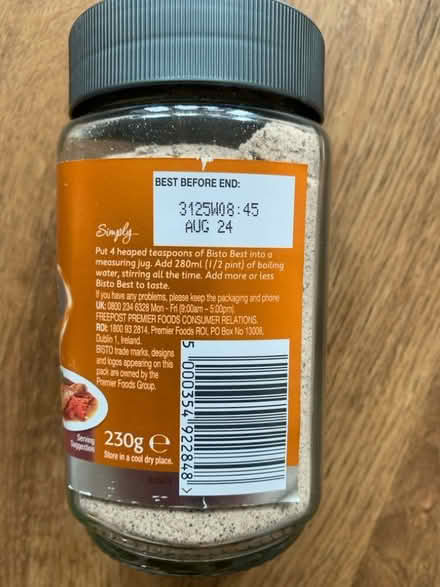 BEST BEFORE END:
3125W08:45
AUG 24
Simply...
Put 4 heaped teaspoons of Bisto Best into a
measuring jug. Add 280ml (1/2 pint) of boiling
water, stirring all the time. Add more or less
Bisto Best to taste.
If you have any problems, please keep the packaging and phone
UK: 0800 234 6328 Mon - Fri (9:00am - 5:00pm).
FREEPOST PREMIER FOODS CONSUMER RELATIONS.
ROI: 1800 93 2814, Premier Foods ROI, PO Box No 13008,
Dublin 1, Ireland.
BISTO trade marks, designs
and logos appearing on this
pack are owned by the
Premier Foods Group.
Serving
Suggestion
230g e
Store in a cool dry place.
5 000354 922848 >